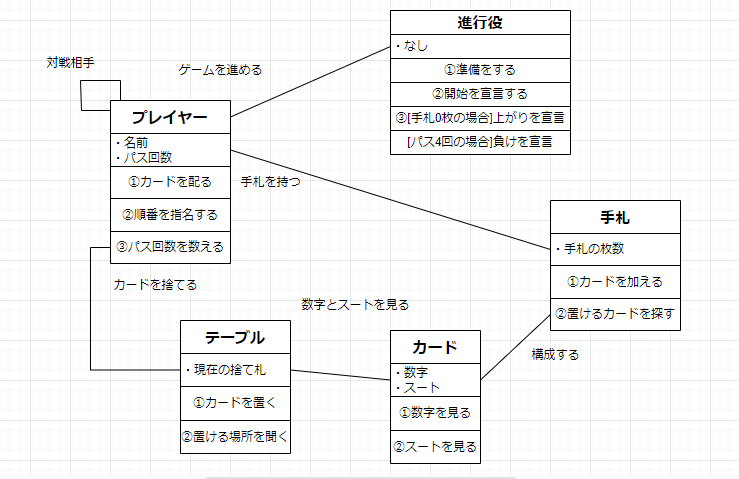 進行役
・なし
①準備をする
②開始を宣言する
③[手札0枚の場合]上がりを宣言
[パス4回の場合]負けを宣言
対戦相手
ゲームを進める
プレイヤー
・名前
・パス回数
①カードを配る
②順番を指名する
③パス回数を数える
手札を持つ
手札
・手札の枚数
①カードを加える
②置けるカードを探す
カードを捨てる
数字とスートを見る
テーブル
・現在の捨て札
①カードを置く
②置ける場所を聞く
カード
・数字
・スート
①数字を見る
②スートを見る
構成する